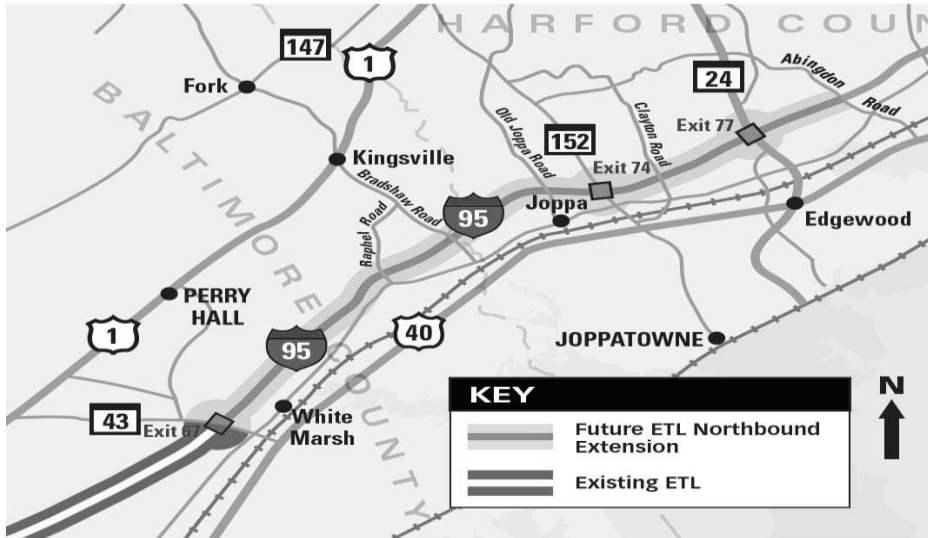 HARFORD COUN
147
1
Fork
24
Abingdon
Road
Exit 77
Old Joppa Road
152
Clayton Road
Exit 74
Kingsville
Bradshaw Road
Raphel Road
95
Joppa
Edgewood
BALTIMORE COUNTY
PERRY
HALL
1
95
40
JOPPATOWNE
43
Exit 67
White
Marsh
KEY
Future ETL Northbound
Extension
Existing ETL
N